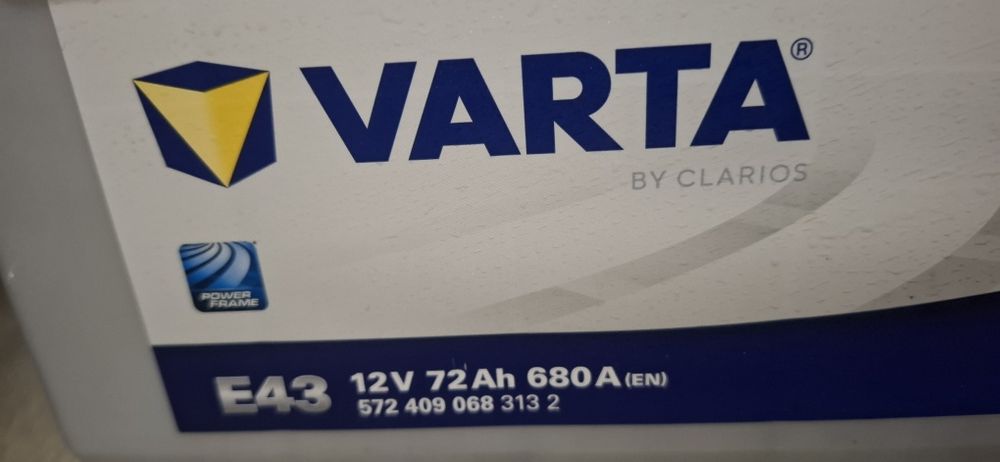 VARTA®
BY CLARIOS
POWER
FRAME
E43 12V 72Ah 680A (EN)
572 409 068 313 2